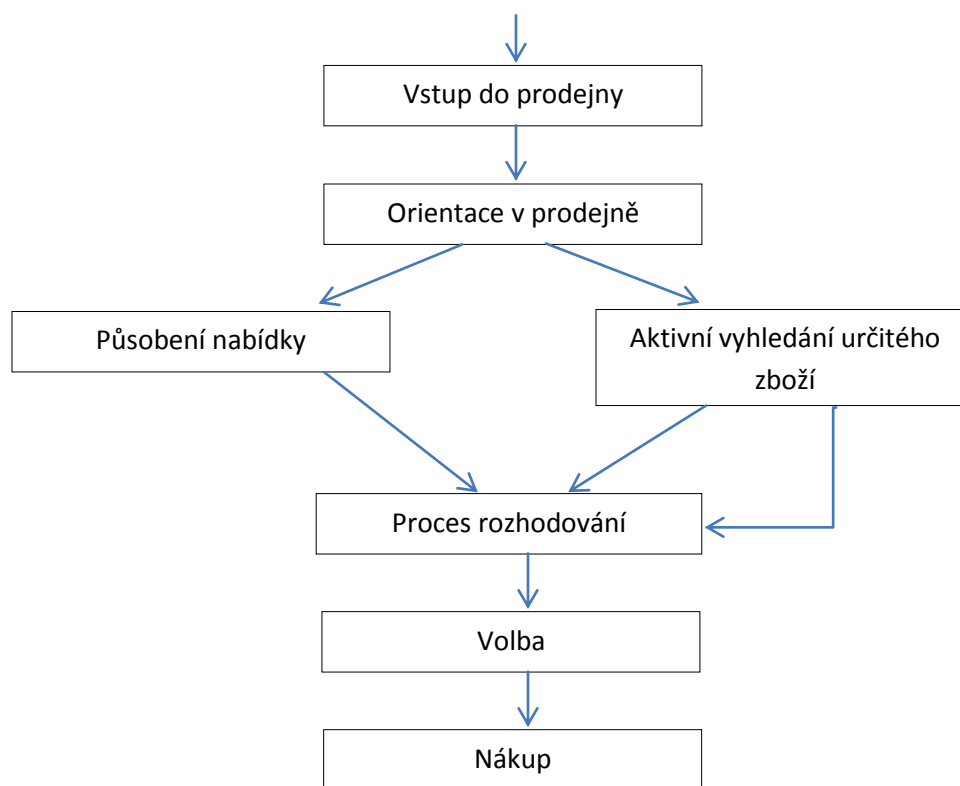 Vstup do prodejny
Orientace v prodejně
Působení nabídky
Aktivní vyhledání určitého
zboží
Proces rozhodování
Volba
Nákup